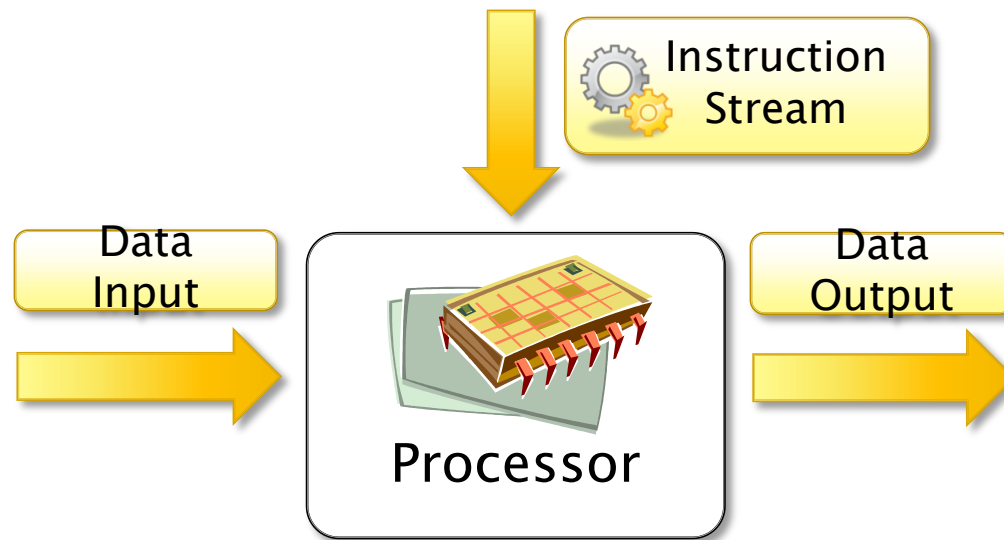 Instruction
Stream
Data
Input
Data
Output
Processor